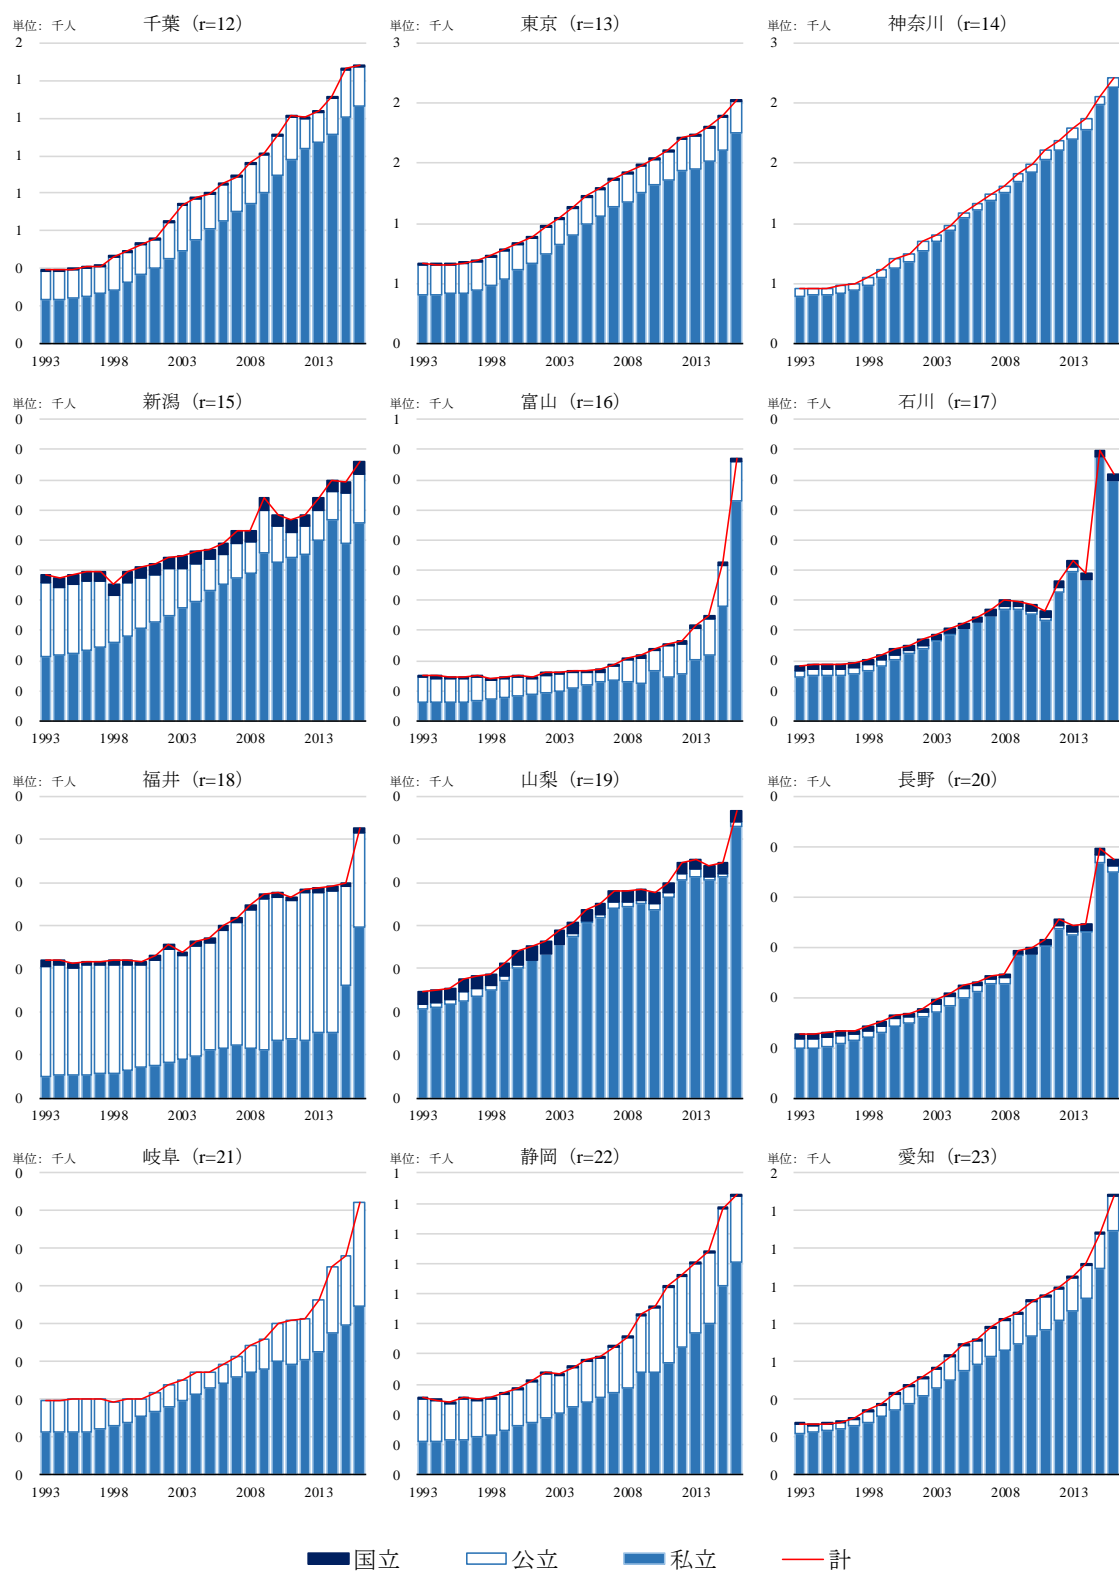 単位：千人 千葉（r=12） 単位：千人 東京（r=13） 単位：千人 神奈川（r=14）
2 3 3
1
1 2 2
1
1 2 2
1 1 1
0
0 1 1
0 0 0
1993 1998 2003 2008 2013 1993 1998 2003 2008 2013 1993 1998 2003 2008 2013
単位：千人 新潟（r=15） 単位：千人 富山（r=16） 単位：千人 石川（r=17）
0 1 0
0 0 0
0 0 0
0 0 0
0 0 0
0 0 0
0 0 0
0 0 0
0 0 0
0 0 0
0 0 0
1993 1998 2003 2008 2013 1993 1998 2003 2008 2013 1993 1998 2003 2008 2013
単位：千人 福井（r=18） 単位：千人 山梨（r=19） 単位：千人 長野（r=20）
0 0 0
0 0 0
0 0 0
0 0 0
0 0 0
0 0 0
0 0
0 0 0
1993 1998 2003 2008 2013 1993 1998 2003 2008 2013 1993 1998 2003 2008 2013
単位：千人 岐阜（r=21） 単位：千人 静岡（r=22） 単位：千人 愛知（r=23）
0 1 2
0 1 1
0 1 1
0 1 1
0 1 1
0 1 1
0 0 0
0 0 0
0 0 0
0
0
1993 1998 2003 2008 2013 1993 1998 2003 2008 2013 1993 1998 2003 2008 2013
国立 公立 私立 計